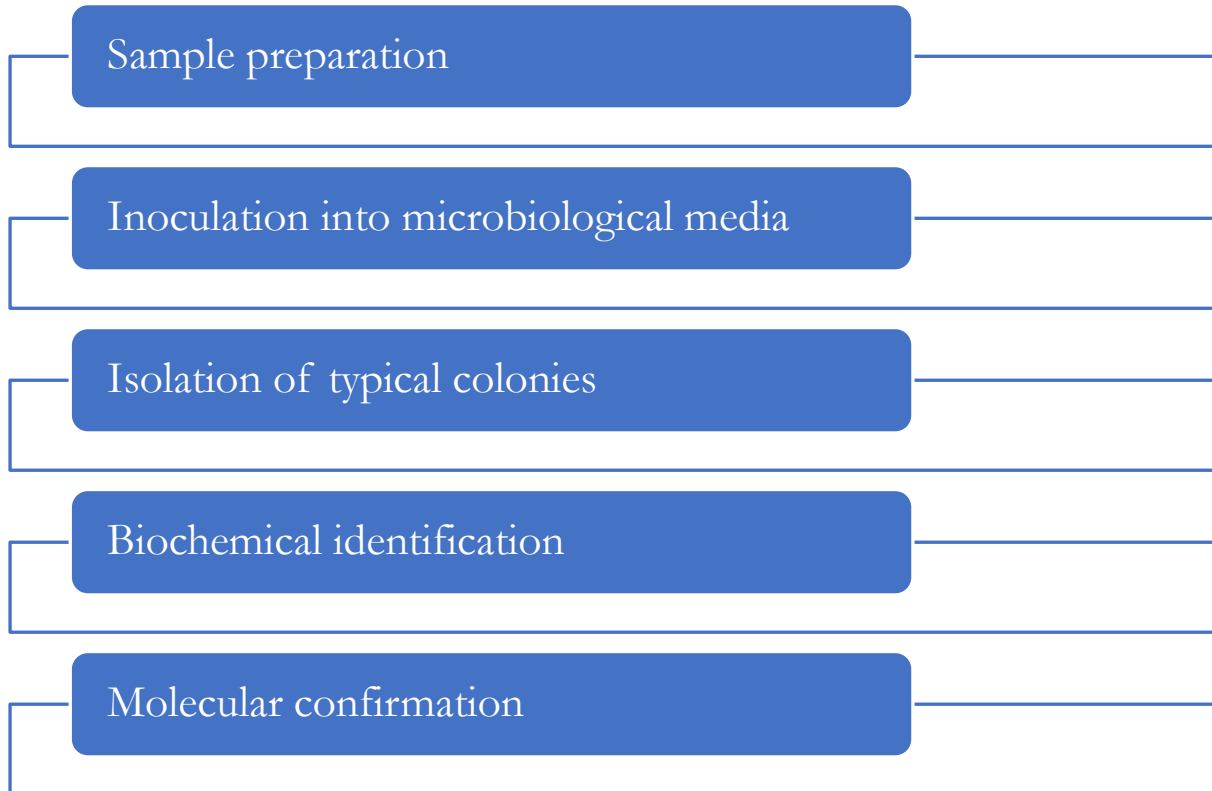 Sample preparation
Inoculation into microbiological media
Isolation of typical colonies
Biochemical identification
Molecular confirmation